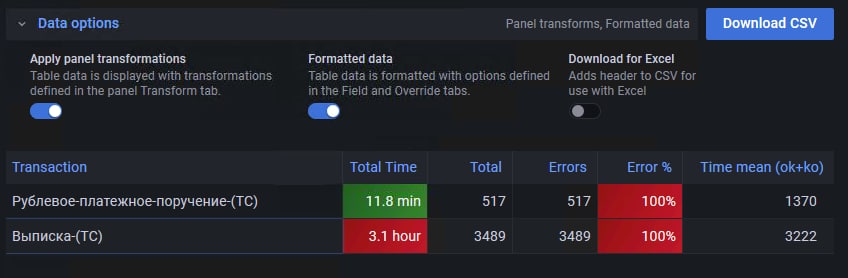 Data options
Panel transforms, Formatted data
Download CSV
Apply panel transformations
Table data is displayed with transformations
defined in the panel Transform tab.
Formatted data
Table data is formatted with options defined
in the Field and Override tabs.
Download for Excel
Adds header to CSV for
use with Excel
Transaction Total Time Total Errors Error % Time mean (ok+ko)
Рублевое-платежное-поручение-(ТС) 11.8 min 517 517 100% 1370
Выписка-(ТС) 3.1 hour 3489 3489 100% 3222